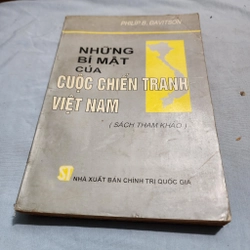 PHILIP B. DAVITSON
NHỮNG
BÍ MẬT
CỦA
CUỘC CHIẾN TRANH
VIỆT NAM
( SÁCH THAM KHẢO )
ST
NHÀ XUẤT BẢN CHÍNH TRỊ QUỐC GIA